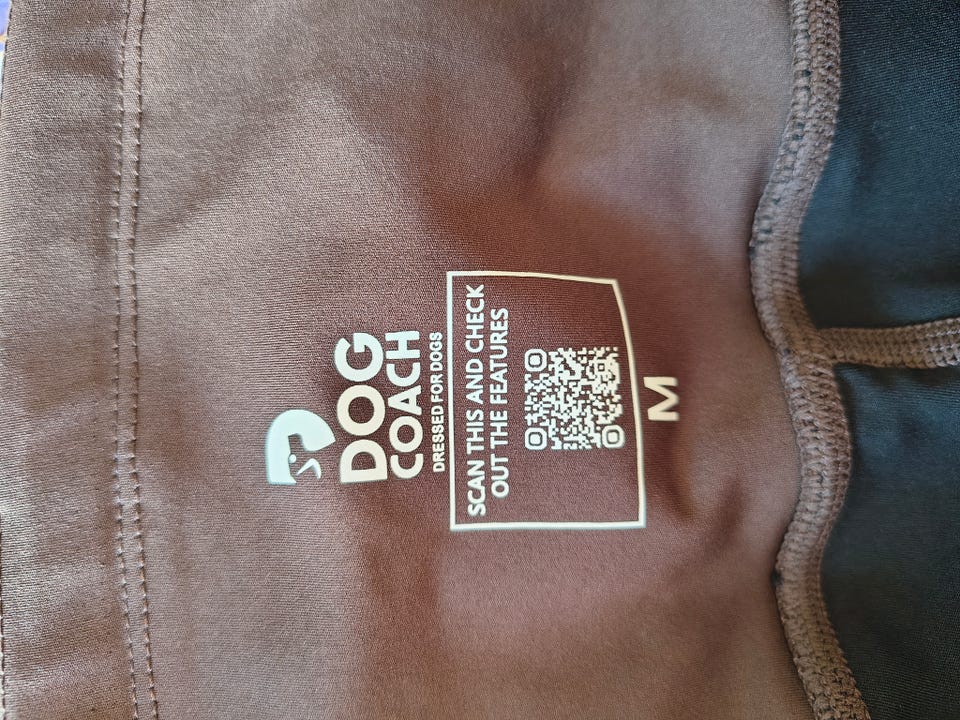 DOG
COACH
DRESSED FOR DOGS
SCAN THIS AND CHECK
OUT THE FEATURES
M